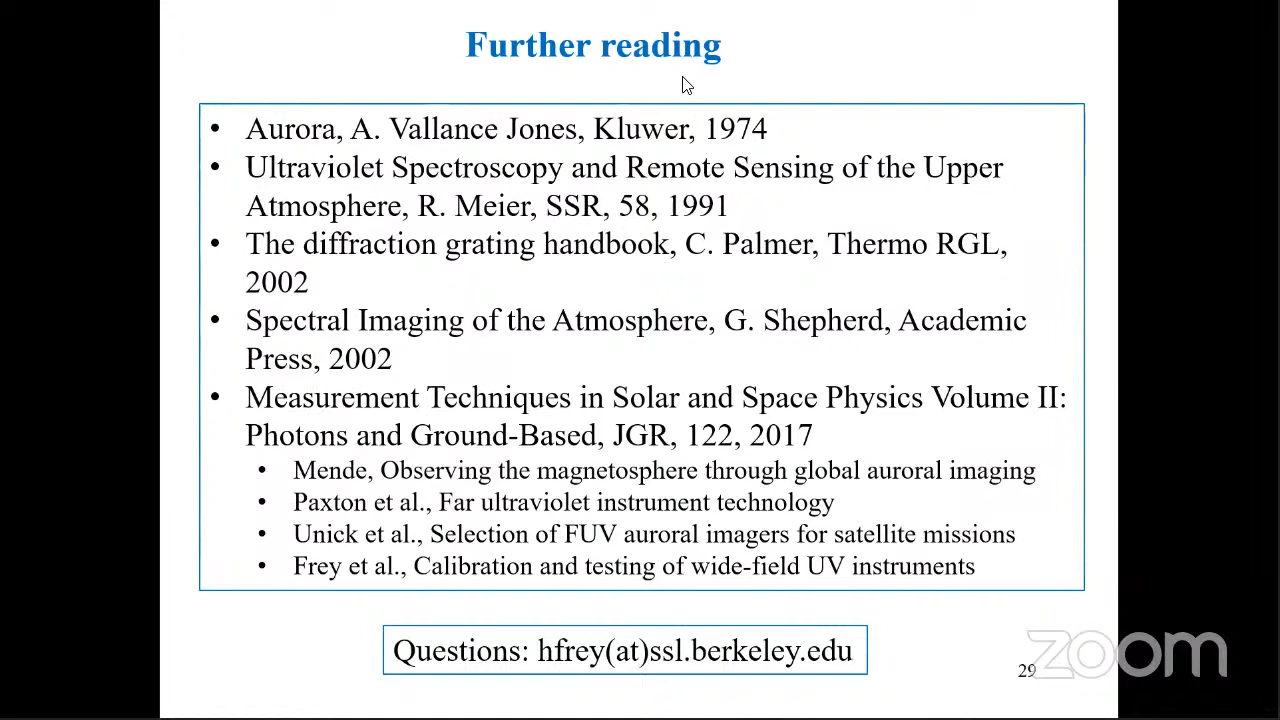 Further reading
• Aurora, A. Vallance Jones, Kluwer, 1974
• Ultraviolet Spectroscopy and Remote Sensing of the Upper
Atmosphere, R. Meier, SSR, 58, 1991
• The diffraction grating handbook, C. Palmer, Thermo RGL,
2002
• Spectral Imaging of the Atmosphere, G. Shepherd, Academic
Press, 2002
• Measurement Techniques in Solar and Space Physics Volume II:
Photons and Ground-Based, JGR, 122, 2017
• Mende, Observing the magnetosphere through global auroral imaging
• Paxton et al., Far ultraviolet instrument technology
• Unick et al., Selection of FUV auroral imagers for satellite missions
• Frey et al., Calibration and testing of wide-field UV instruments
Questions: hfrey(at)ssl.berkeley.edu
29
zoom